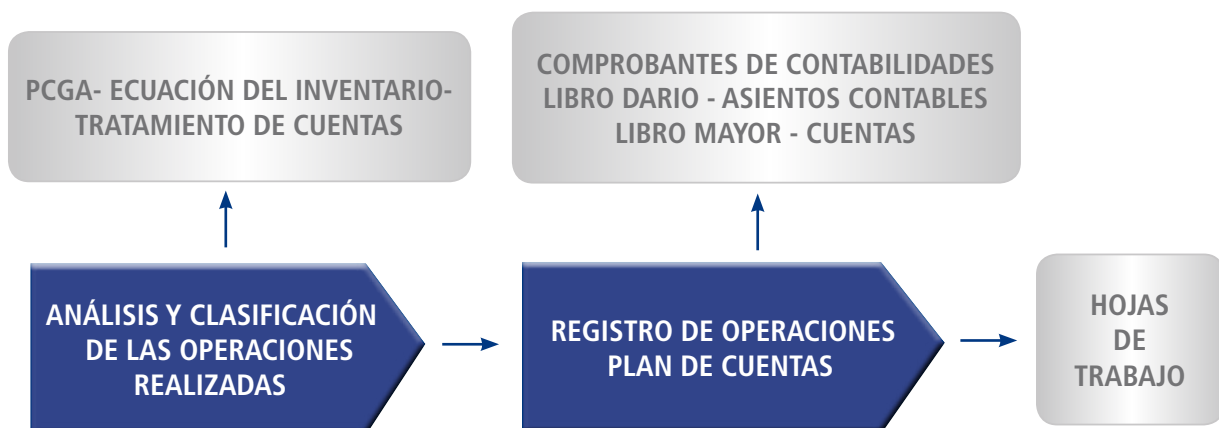 PCGA- ECUACIÓN DEL INVENTARIO-
TRATAMIENTO DE CUENTAS
COMPROBANTES DE CONTABILIDADES
LIBRO DARIO - ASIENTOS CONTABLES
LIBRO MAYOR - CUENTAS
ANÁLISIS Y CLASIFICACIÓN
DE LAS OPERACIONES
REALIZADAS
REGISTRO DE OPERACIONES
PLAN DE CUENTAS
HOJAS
DE
TRABAJO